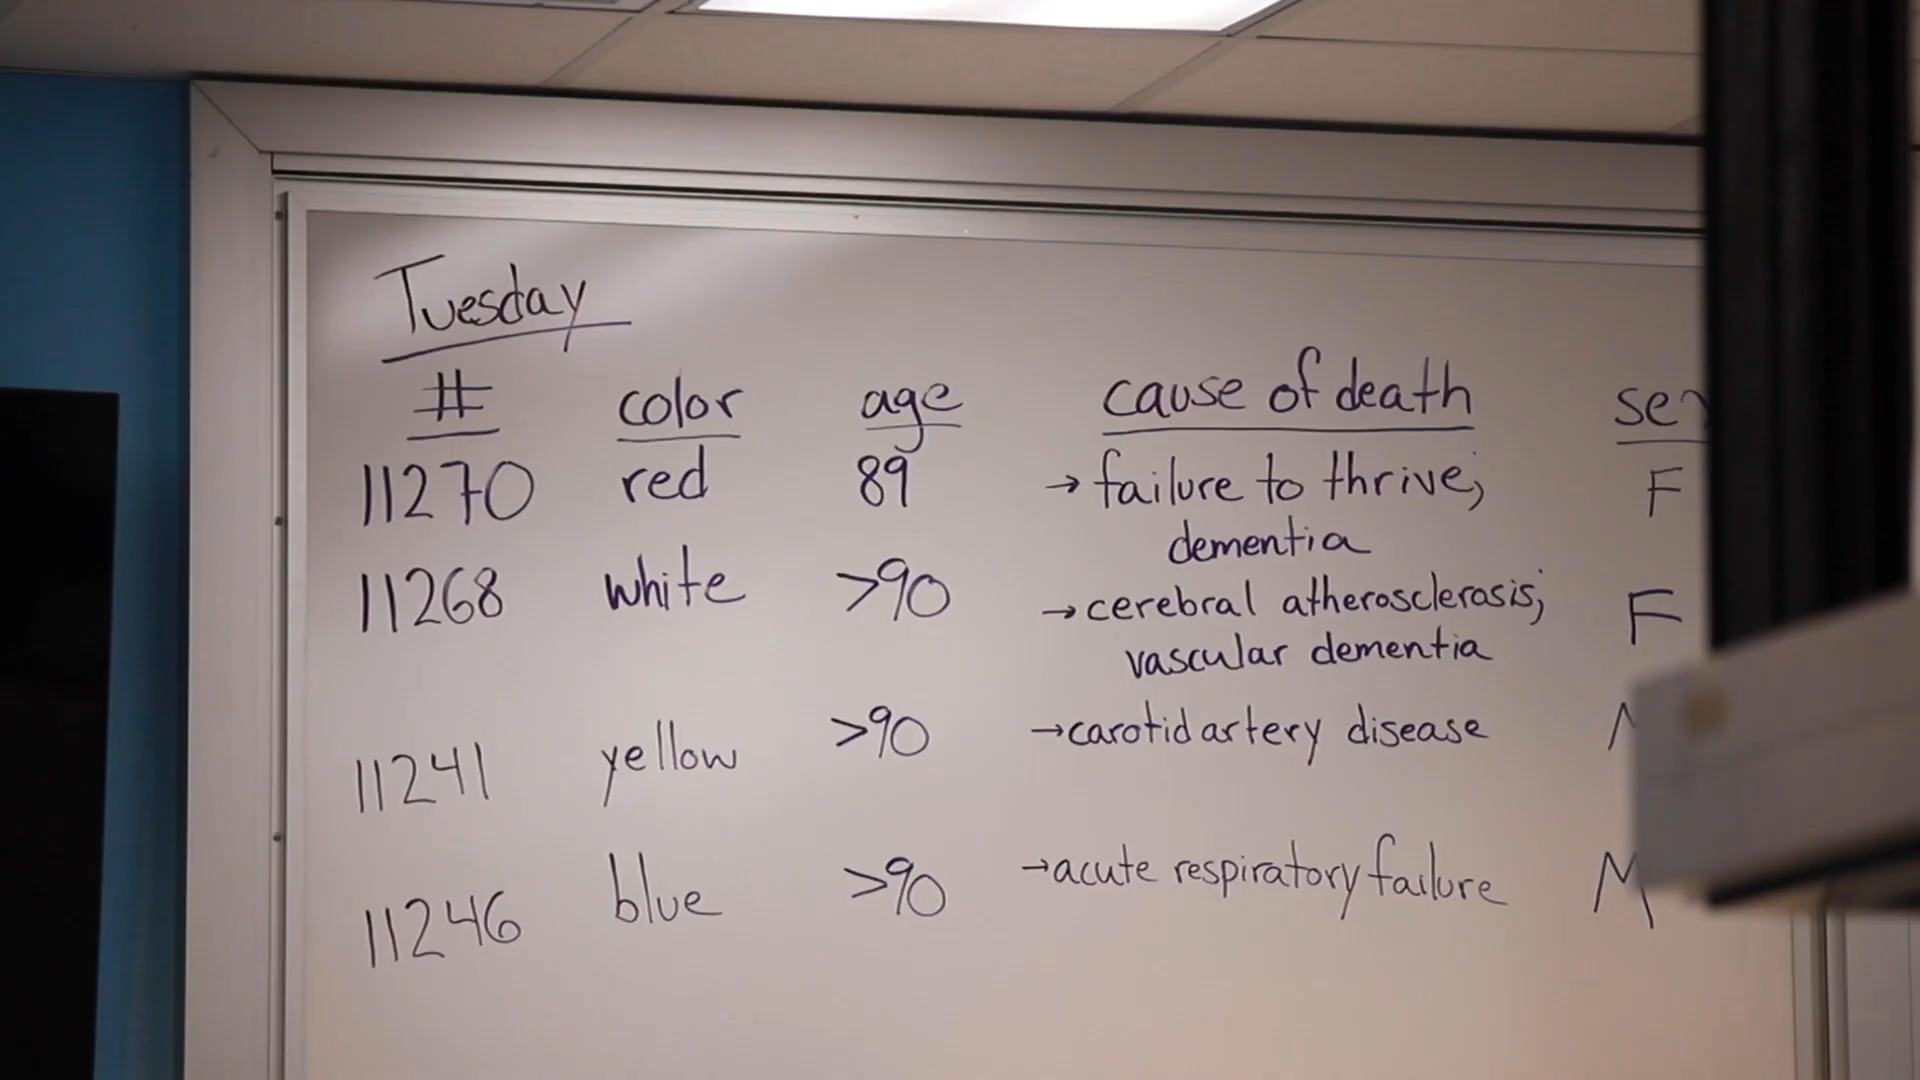 Tuesday
# color age cause of death
11270 red 89 → failure to thrive; F
dementia
11268 white >90 → cerebral atherosclerosis; F
vascular dementia
11241 yellow >90 → carotid artery disease
11246 blue >90 → acute respiratory failure M